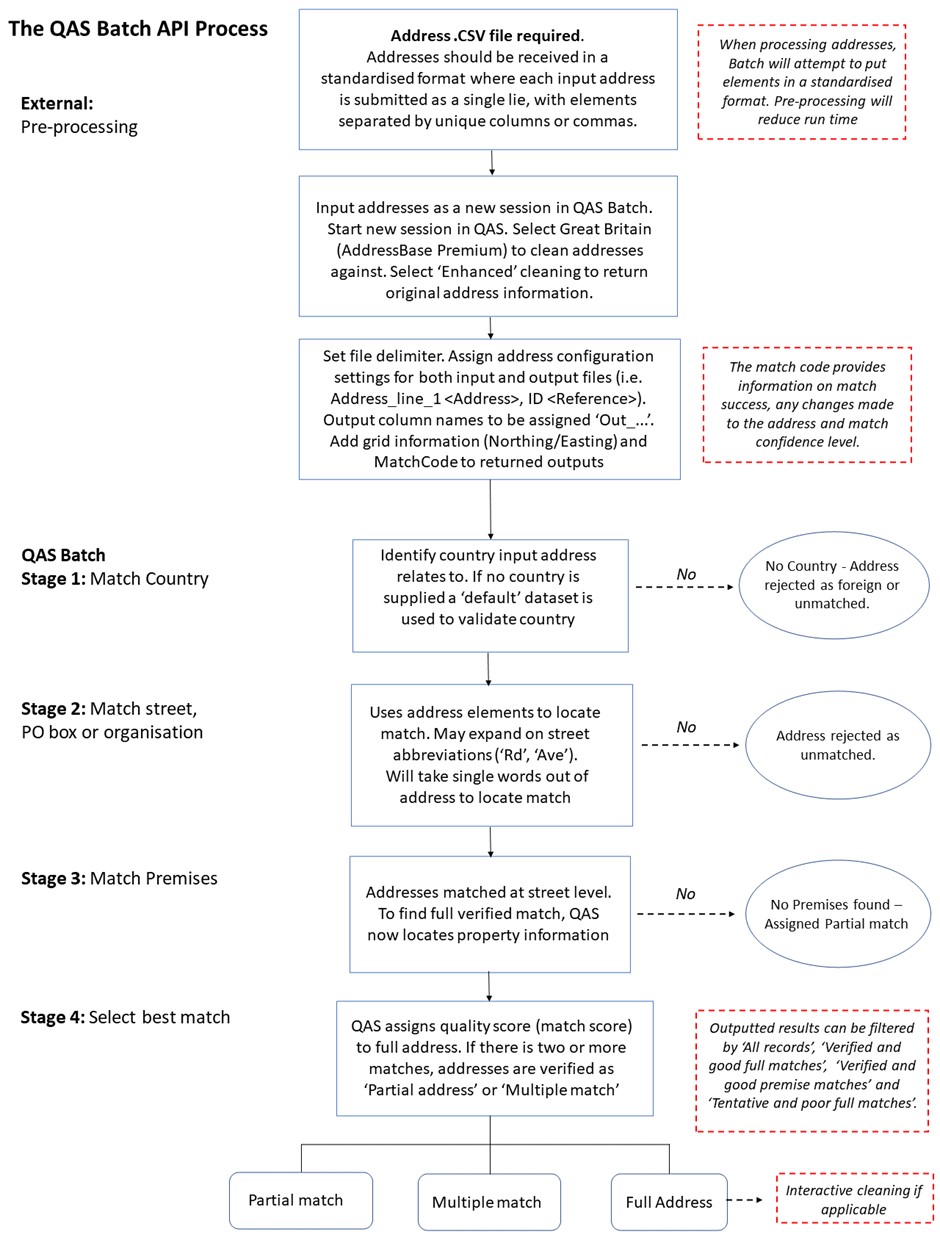 The QAS Batch API Process
External:
Pre-processing
Address .CSV file required.
Addresses should be received in a
standardised format where each input address
is submitted as a single lie, with elements
separated by unique columns or commas.
When processing addresses,
Batch will attempt to put
elements in a standardised
format. Pre-processing will
reduce run time
Input addresses as a new session in QAS Batch.
Start new session in QAS. Select Great Britain
(AddressBase Premium) to clean addresses
against. Select ‘Enhanced’ cleaning to return
original address information.
Set file delimiter. Assign address configuration
settings for both input and output files (i.e.
Address_line_1 <Address>, ID <Reference>).
Output column names to be assigned ‘Out_...’.
Add grid information (Northing/Easting) and
MatchCode to returned outputs
The match code provides
information on match
success, any changes made
to the address and match
confidence level.
QAS Batch
Stage 1: Match Country
Identify country input address
relates to. If no country is
supplied a ‘default’ dataset is
used to validate country
No
No Country - Address
rejected as foreign or
unmatched.
Stage 2: Match street,
PO box or organisation
Uses address elements to locate
match. May expand on street
abbreviations (‘Rd’, ‘Ave’).
Will take single words out of
address to locate match
No
Address rejected as
unmatched.
Stage 3: Match Premises
Addresses matched at street level.
To find full verified match, QAS
now locates property information
No
No Premises found –
Assigned Partial match
Stage 4: Select best match
QAS assigns quality score (match score)
to full address. If there is two or more
matches, addresses are verified as
‘Partial address’ or ‘Multiple match’
Outputted results can be filtered
by ‘All records’, ‘Verified and
good full matches’, ‘Verified and
good premise matches’ and
‘Tentative and poor full matches’.
Partial match
Multiple match
Full Address
Interactive cleaning if
applicable